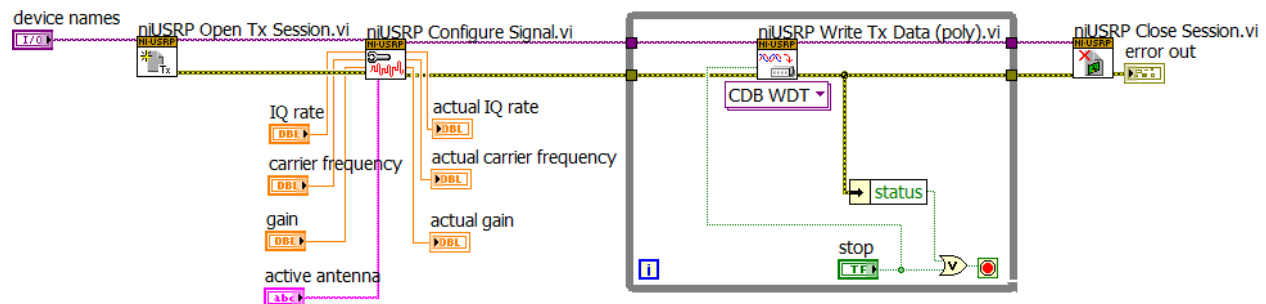 device names
I/O
niUSRP Open Tx Session.vi
NI-USRP
Tx
niUSRP Configure Signal.vi
NI-USRP
niUSRP Write Tx Data (poly).vi
NI-USRP
CDB WDT
niUSRP Close Session.vi
NI-USRP
error out
IQ rate
DBL
actual IQ rate
DBL
carrier frequency
DBL
actual carrier frequency
DBL
gain
DBL
actual gain
DBL
active antenna
abc
status
stop
TF
i
V